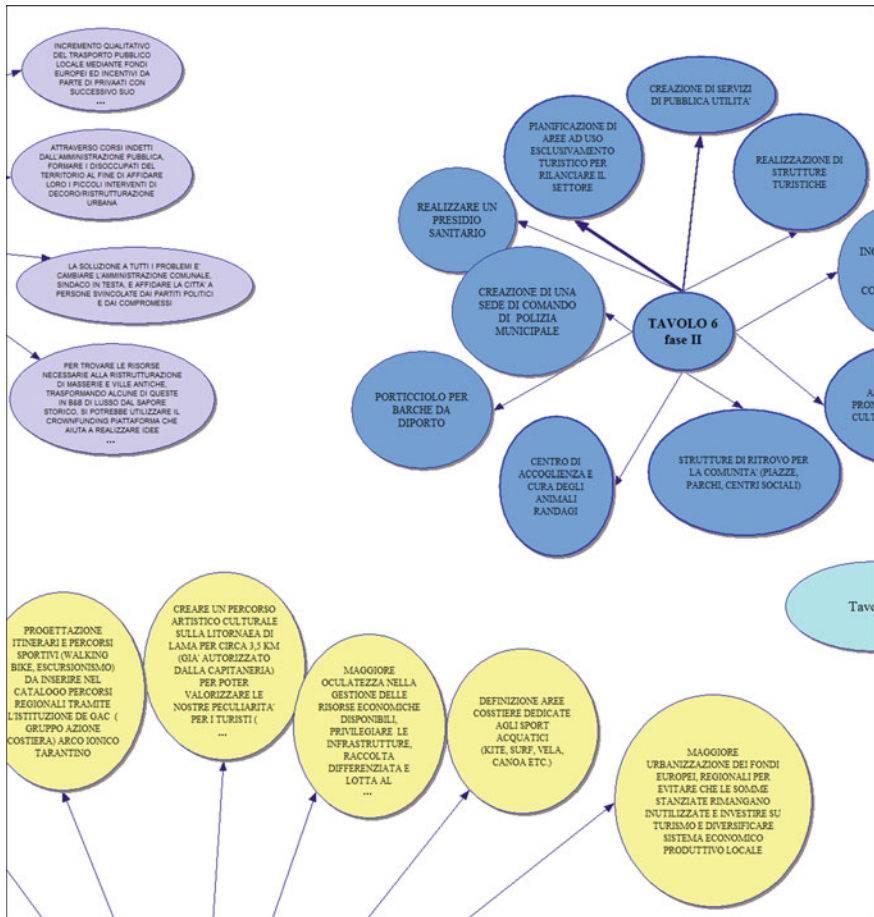 INCREMENTO QUALITATIVO
DEL TRASPORTO PUBBLICO
LOCALE MEDIANTE FONDI
EUROPEI ED INCENTIVI DA
PARTE DI PRIVAATI CON
SUCCESSIVO SUO
...
ATTRAVERSO CORSI INDETTI
DALL'AMMINISTRAZIONE PUBBLICA,
FORMARE I DISOCCUPATI DEL
TERRITORIO AL FINE DI AFFIDARE
LORO I PICCOLI INTERVENTI DI
DECORO/RISTRUTTURAZIONE
URBANA
LA SOLUZIONE A TUTTI I PROBLEMI E'
CAMBIARE L'AMMINISTRAZIONE COMUNALE,
SINDACO IN TESTA, E AFFIDARE LA CITTA' A
PERSONE SVINCOLATE DAI PARTITI POLITICI
E DAI COMPROMESSI
PER TROVARE LE RISORSE
NECESSARIE ALLA RISTRUTTURAZIONE
DI MASSERIE E VILLE ANTICHE,
TRASFORMANDO ALCUNE DI QUESTE
IN B&B DI LUSSO DAL SAPORE
STORICO, SI POTREBBE UTILIZZARE IL
CROWNFUNDING PIATTAFORMA CHE
AIUTA A REALIZZARE IDEE
...
CREAZIONE DI SERVIZI
DI PUBBLICA UTILITA'
PIANIFICAZIONE DI
AREE AD USO
ESCLUSIVAMENTO
TURISTICO PER
RILANCIARE IL
SETTORE
REALIZZAZIONE DI
STRUTTURE
TURISTICHE
REALIZZARE UN
PRESIDIO
SANITARIO
CREAZIONE DI UNA
SEDE DI COMANDO
DI POLIZIA
MUNICIPALE
TAVOLO 6
fase II
PORTICCIOLO PER
BARCHE DA
DIPORTO
CENTRO DI
ACCOGLIENZA E
CURA DEGLI
ANIMALI
RANDAGI
STRUTTURE DI RITROVO PER
LA COMUNITA' (PIAZZE,
PARCHI, CENTRI SOCIALI)
PROGETTAZIONE
ITINERARI E PERCORSI
SPORTIVI (WALKING
BIKE, ESCURSIONISMO)
DA INSERIRE NEL
CATALOGO PERCORSI
REGIONALI TRAMITE
L'ISTITUZIONE DE GAC (
GRUPPO AZIONE
COSTIERA) ARCO IONICO
TARANTINO
CREARE UN PERCORSO
ARTISTICO CULTURALE
SULLA LITORNAEA DI
LAMA PER CIRCA 3,5 KM
(GIA' AUTORIZZATO
DALLA CAPITANERIA)
PER POTER
VALORIZZARE LE
NOSTRE PECULIARITA'
PER I TURISTI (
...
MAGGIORE
OCULATEZZA NELLA
GESTIONE DELLE
RISORSE ECONOMICHE
DISPONIBILI,
PRIVILEGIARE LE
INFRASTRUTTURE,
RACCOLTA
DIFFERENZIATA E
LOTTA AL
...
DEFINIZIONE AREE
COSSTIERE DEDICATE
AGLI SPORT
ACQUATICI
(KITE, SURF, VELA,
CANOA ETC.)
MAGGIORE
URBANIZZAZIONE DEI FONDI
EUROPEI, REGIONALI PER
EVITARE CHE LE SOMME
STANZIATE RIMANGANO
INUTILIZZATE E INVESTIRE SU
TURISMO E DIVERSIFICARE
SISTEMA ECONOMICO
PRODUTTIVO LOCALE